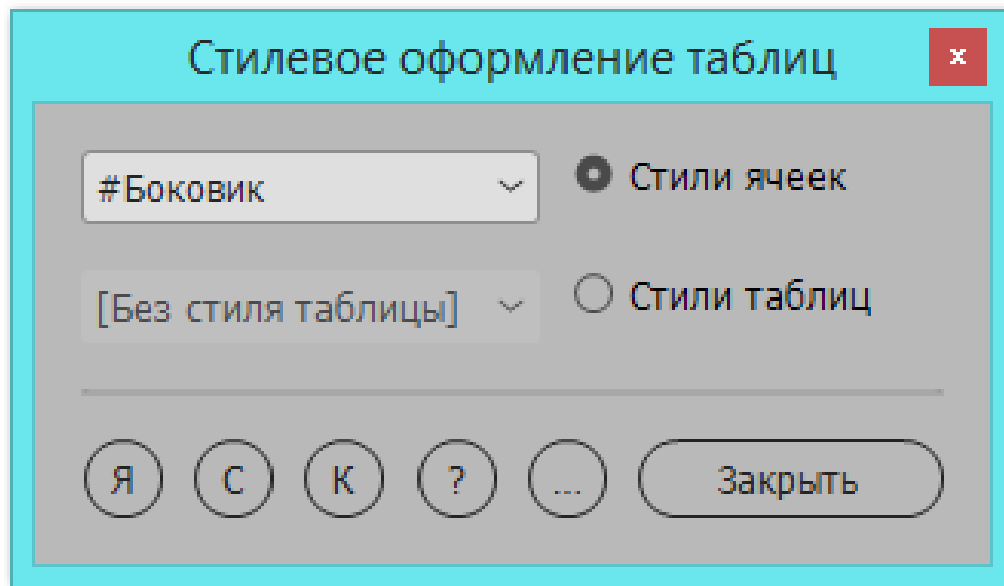 Стилевое оформление таблиц x
#Боковик Стили ячеек
[Без стиля таблицы] Стили таблиц
Я С К ? ... Закрыть